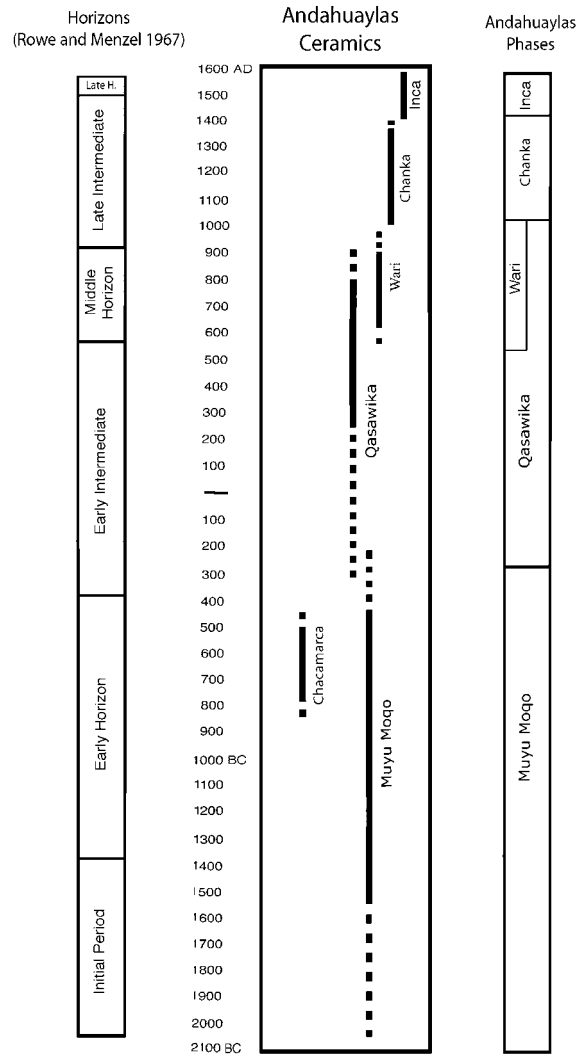 Horizons
(Rowe and Menzel 1967)
Andahuaylas
Ceramics
Andahuaylas
Phases
Late H.
Late Intermediate
Middle
Horizon
Early Intermediate
Early Horizon
Initial Period
1600 AD
1500
1400
1300
1200
1100
1000
900
800
700
600
500
400
300
200
100
100
200
300
400
500
600
700
800
900
1000 BC
1100
1200
1300
1400
1500
1600
1700
1800
1900
2000
2100 BC
Inca
Chanka
Wari
Qasawika
Chacamarca
Muyu Moqo
Inca
Chanka
Wari
Qasawika
Muyu Moqo